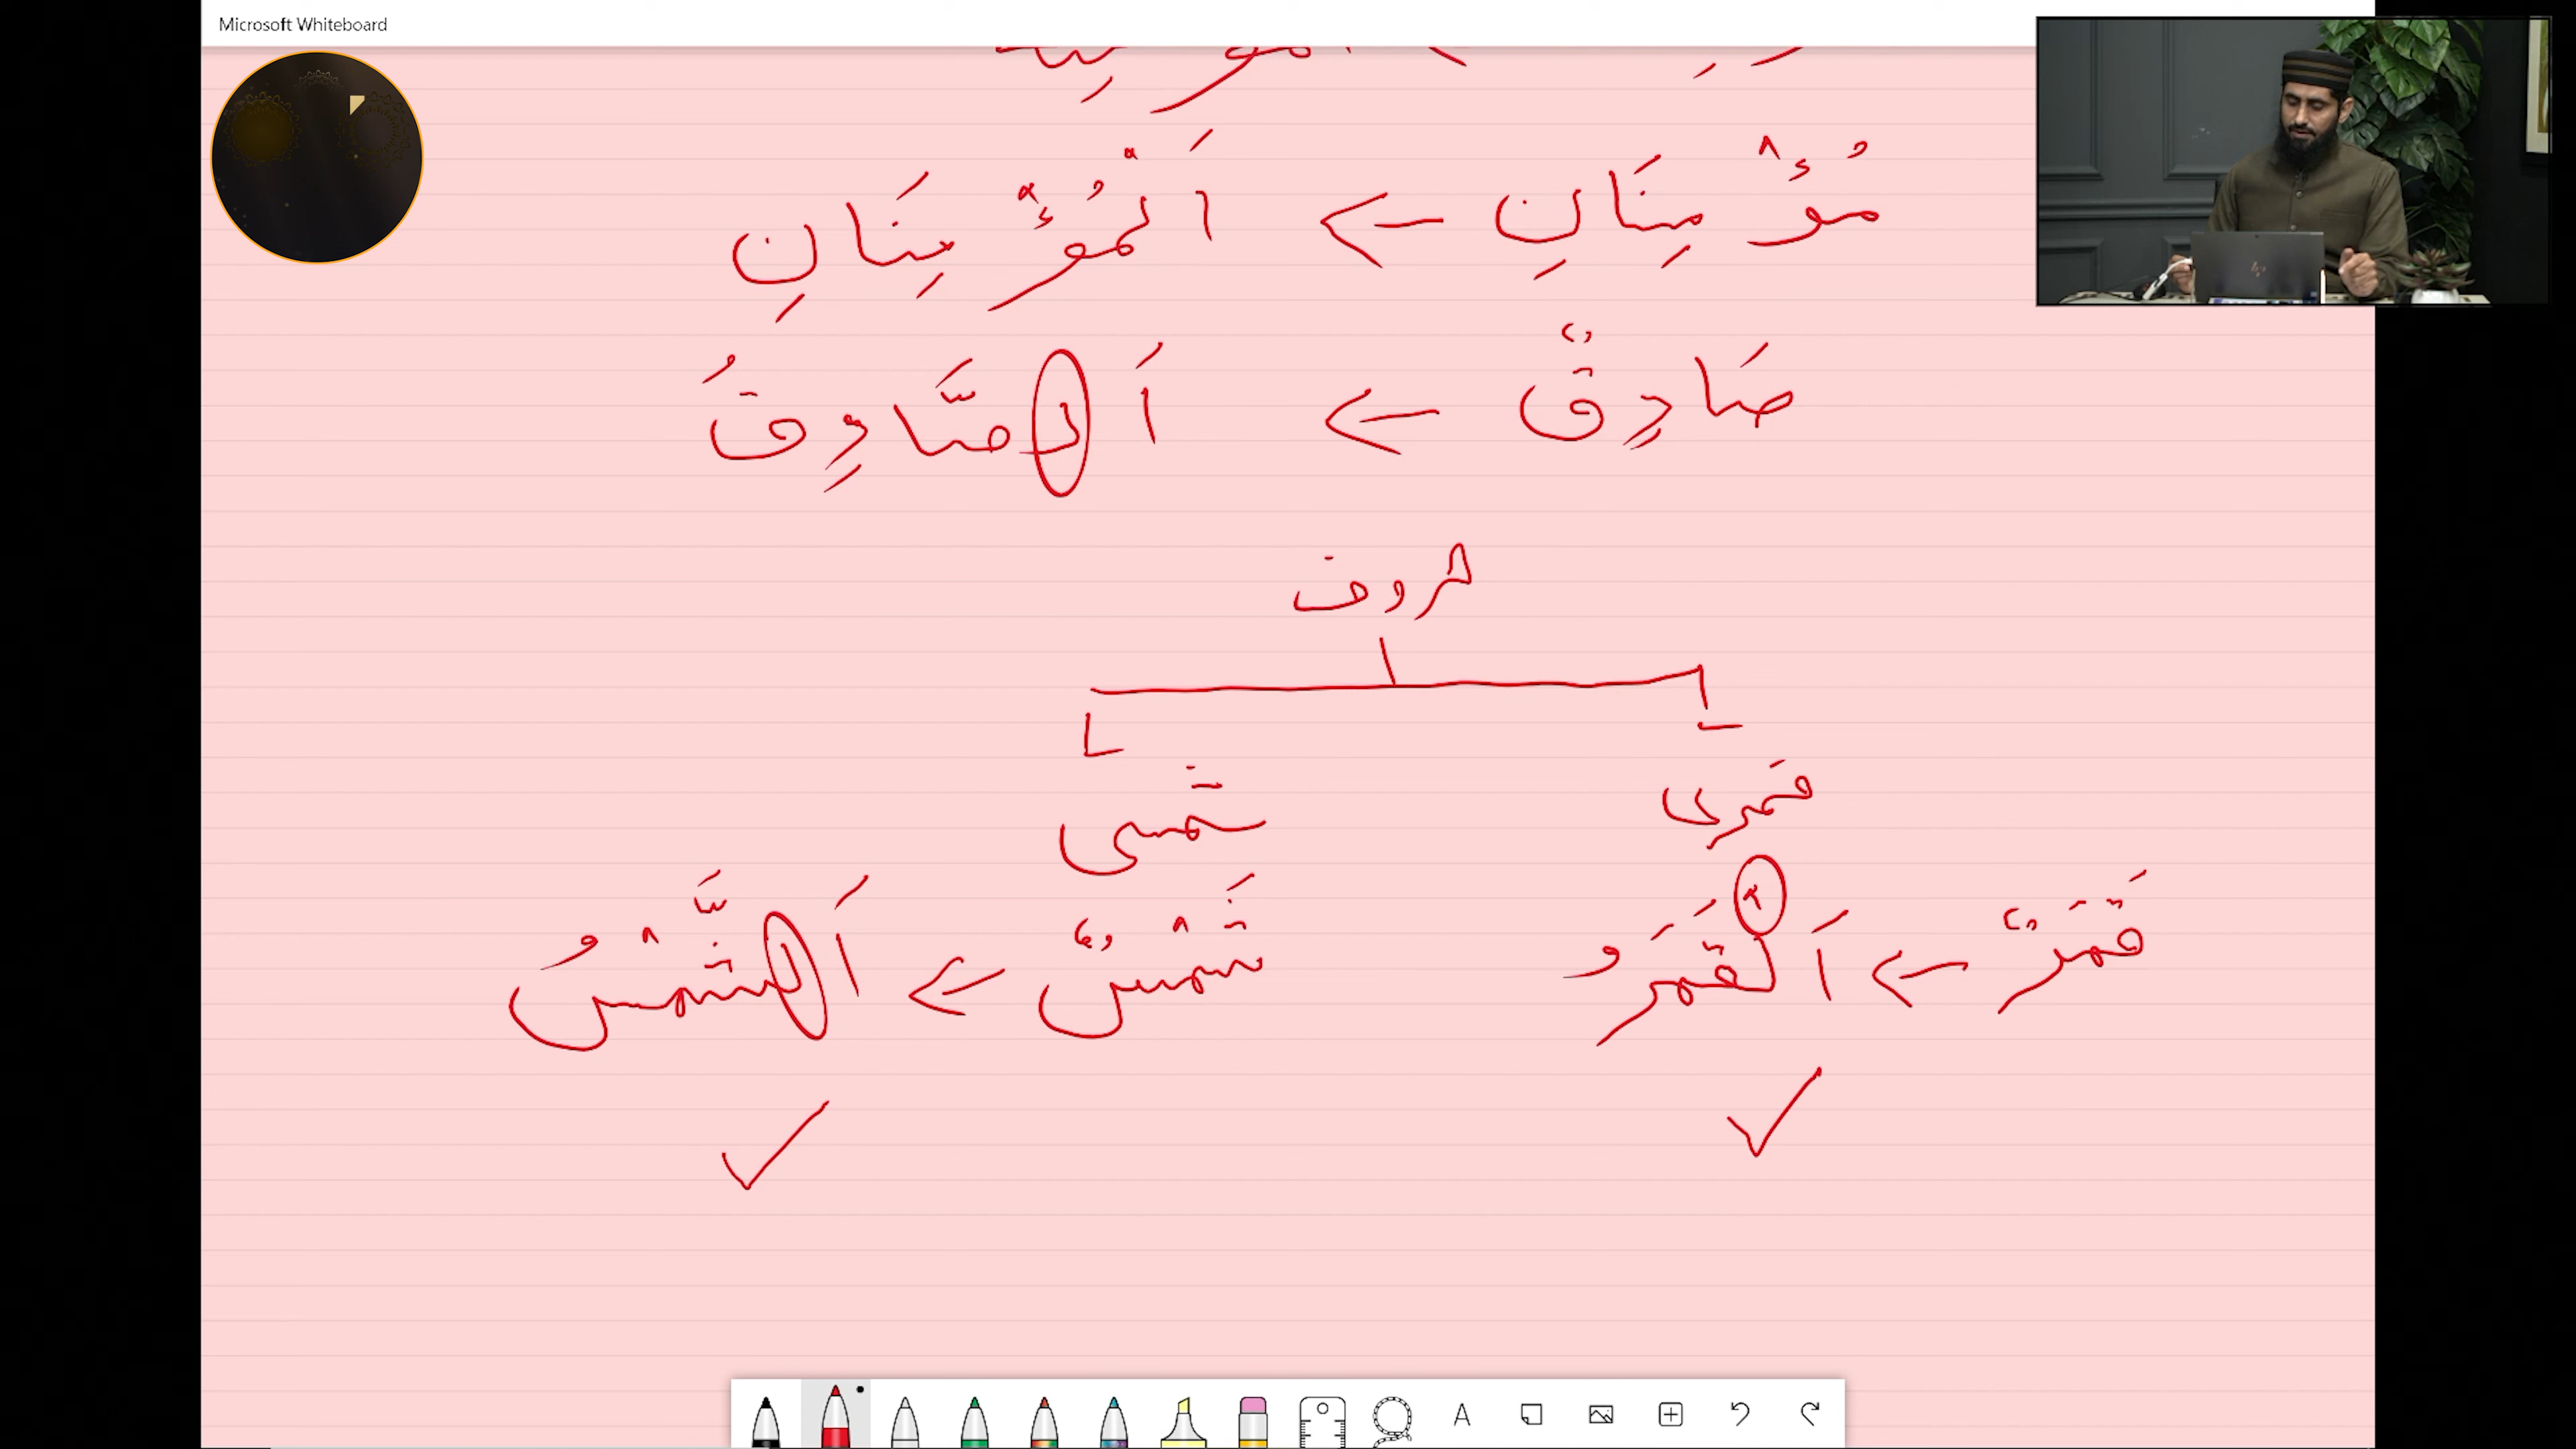 Microsoft Whiteboard
مُؤْمِنَانِ ← اَلْمُؤْمِنَانِ
صَادِقٌ ← اَلصَّادِقُ
حروف
قمری شمسی
قَمَرٌ ← اَلْقَمَرُ شَمْسٌ ← اَلشَّمْسُ